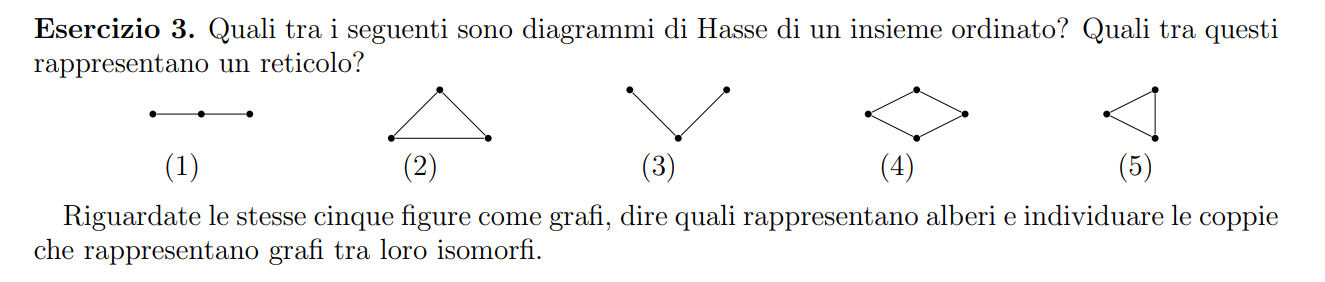 Esercizio 3. Quali tra i seguenti sono diagrammi di Hasse di un insieme ordinato? Quali tra questi
rappresentano un reticolo?
(1) (2) (3) (4) (5)
Riguardate le stesse cinque figure come grafi, dire quali rappresentano alberi e individuare le coppie
che rappresentano grafi tra loro isomorfi.